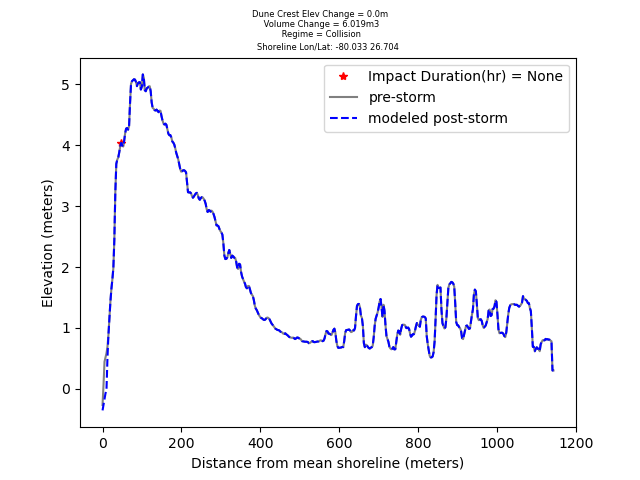 Dune Crest Elev Change = 0.0m
Volume Change = 6.019m3
Regime = Collision
Shoreline Lon/Lat: -80.033 26.704
Impact Duration(hr) = None
pre-storm
modeled post-storm
Elevation (meters)
5
4
3
2
1
0
0 200 400 600 800 1000 1200
Distance from mean shoreline (meters)